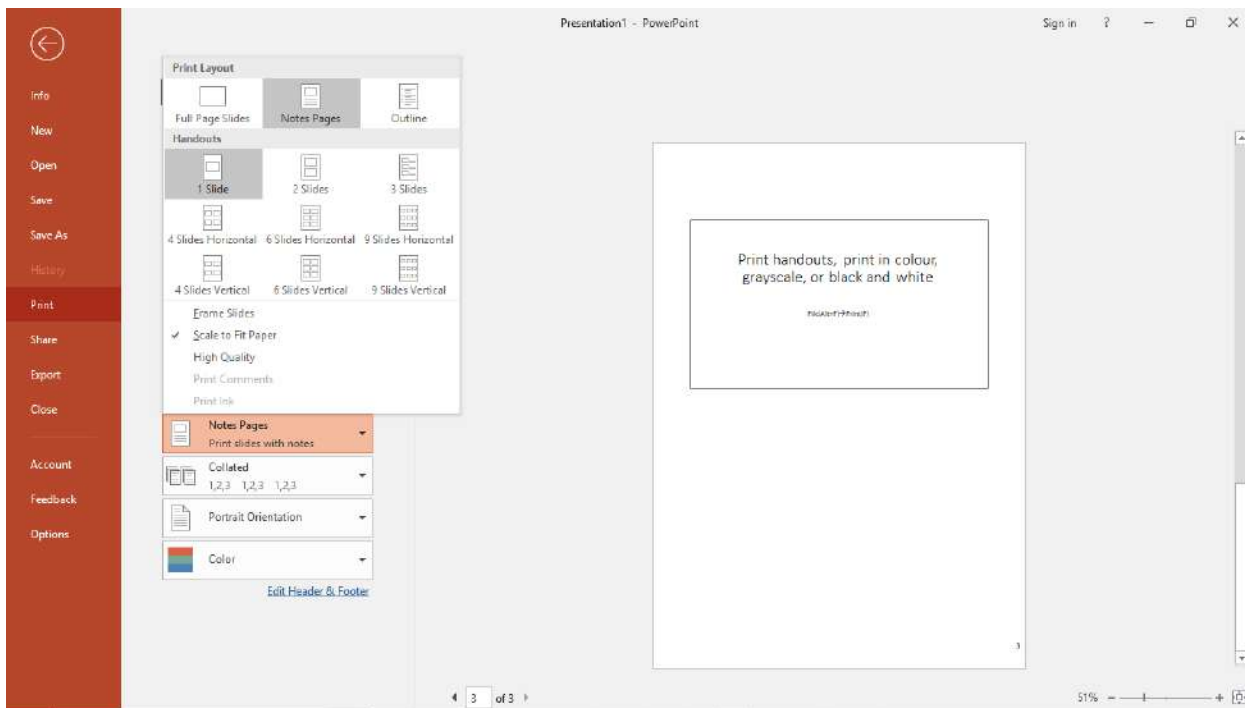 Presentation1 - PowerPoint
Sign in ?
Info
New
Open
Save
Save As
History
Print
Share
Export
Close
Account
Feedback
Options
Print Layout
Full Page Slides Notes Pages Outline
Handouts
1 Slide 2 Slides 3 Slides
4 Slides Horizontal 6 Slides Horizontal 9 Slides Horizontal
4 Slides Vertical 6 Slides Vertical 9 Slides Vertical
Frame Slides
Scale to Fit Paper
High Quality
Print Comments
Print Ink
Notes Pages
Print slides with notes
Collated
1,2,3 1,2,3 1,2,3
Portrait Orientation
Color
Edit Header & Footer
Print handouts, print in colour,
grayscale, or black and white
3
3 of 3
51% - +